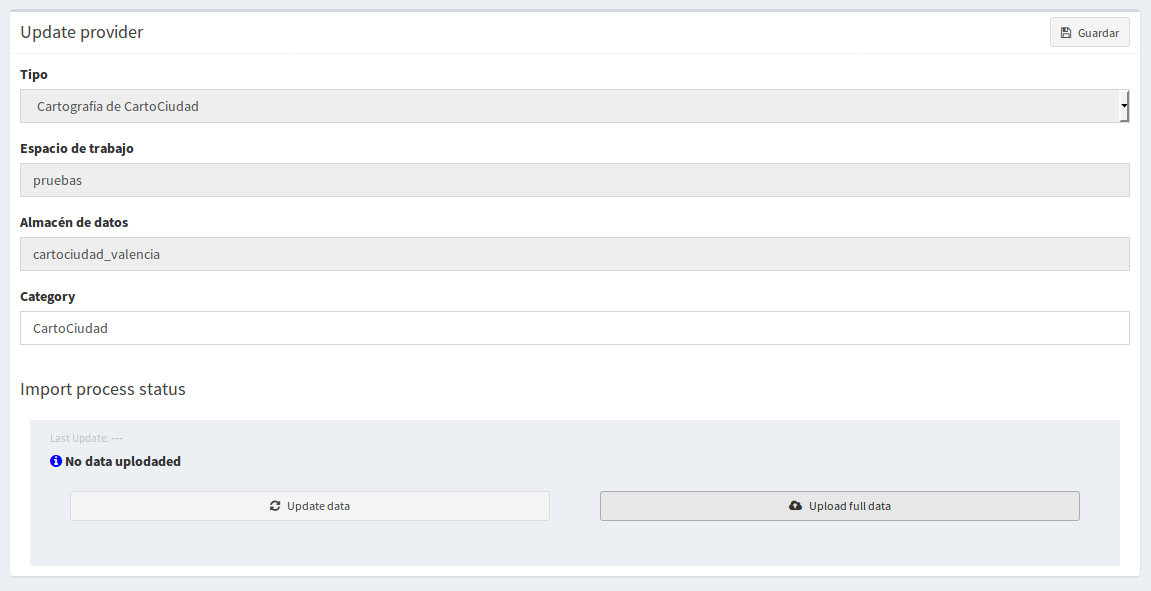 Update provider
Guardar
Tipo
Cartografía de CartoCiudad
Espacio de trabajo
pruebas
Almacén de datos
cartociudad_valencia
Category
CartoCiudad
Import process status
Last Update: ---
No data uplodaded
Update data
Upload full data